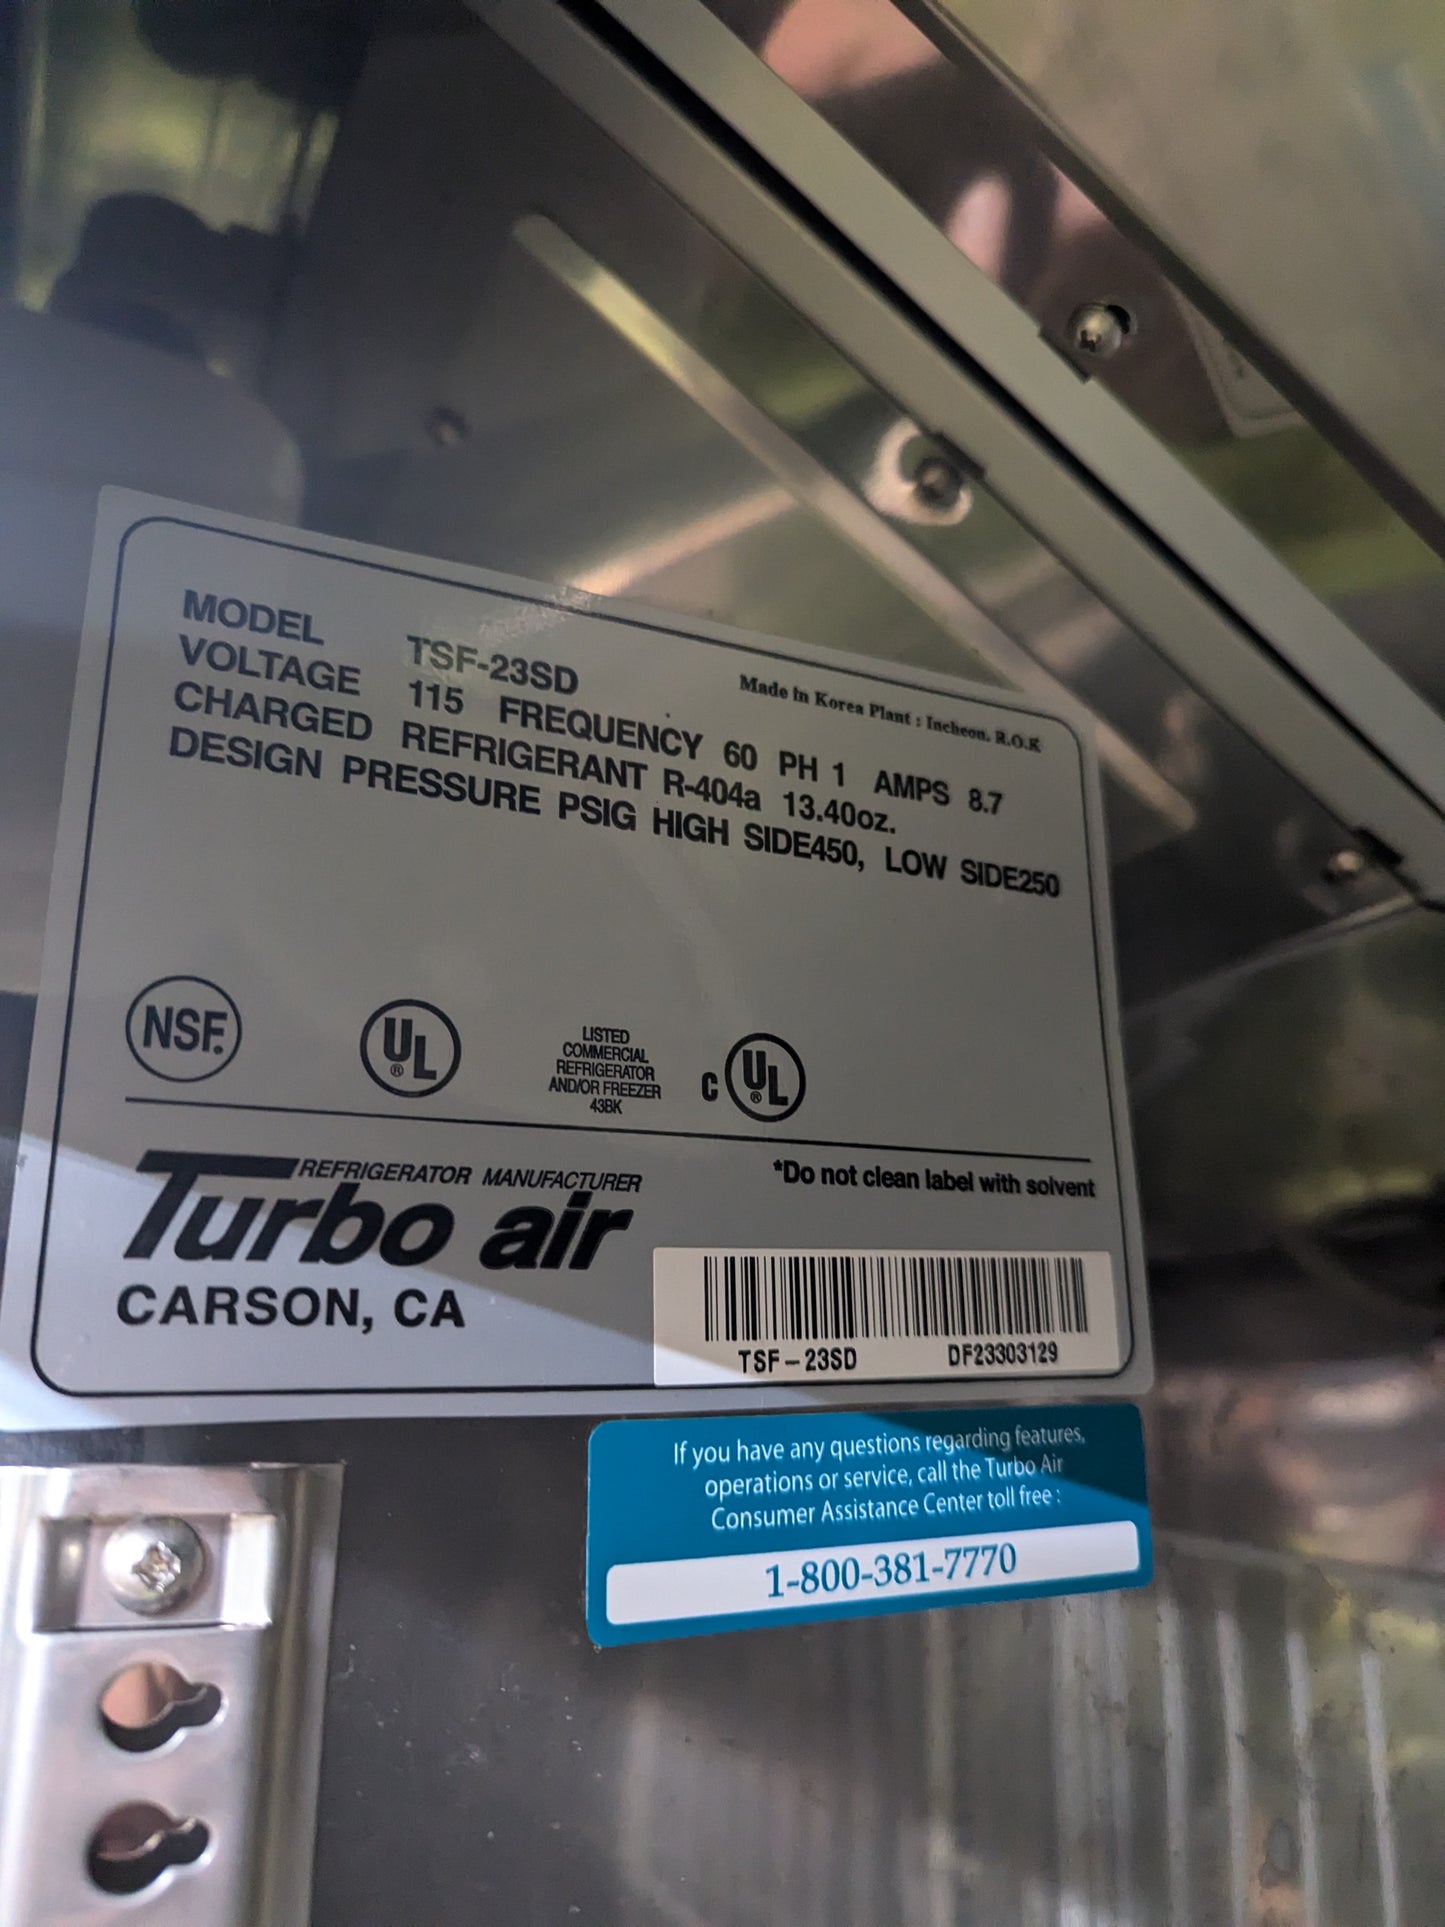 MODEL TSF-23SD
Made in Korea Plant : Incheon. R.O.K
VOLTAGE 115 FREQUENCY 60 PH 1 AMPS 8.7
CHARGED REFRIGERANT R-404a 13.40oz.
DESIGN PRESSURE PSIG HIGH SIDE450, LOW SIDE250
NSF.
UL ®
LISTED
COMMERCIAL
REFRIGERATOR
AND/OR FREEZER
43BK
C UL ®
REFRIGERATOR MANUFACTURER
*Do not clean label with solvent
Turbo air
CARSON, CA
TSF-23SD DF23303129
If you have any questions regarding features,
operations or service, call the Turbo Air
Consumer Assistance Center toll free :
1-800-381-7770